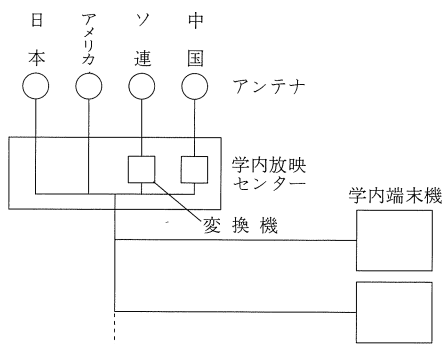 日本
アメリカ
ソ連
中国
アンテナ
学内放映
センター
変換機
学内端末機